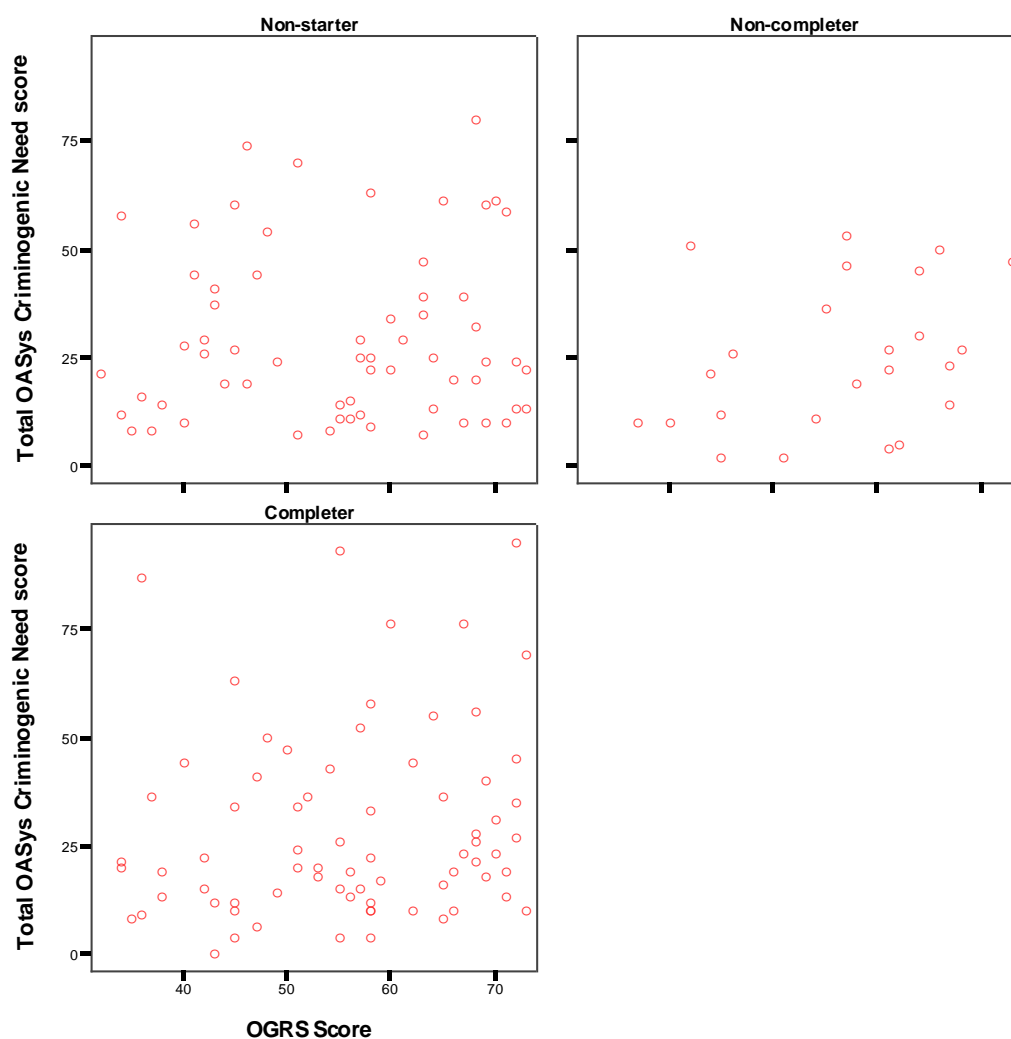 Non-starter
Non-completer
Total OASys Criminogenic Need score
75
50
25
0
Completer
Total OASys Criminogenic Need score
75
50
25
0
40 50 60 70
OGRS Score